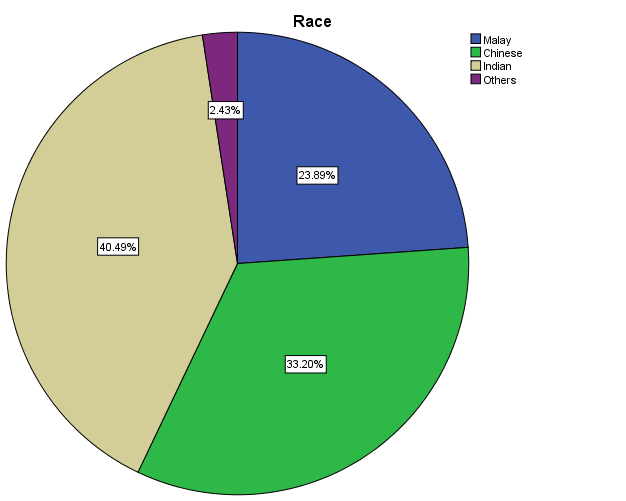 Race
Malay
Chinese
Indian
Others
2.43%
23.89%
40.49%
33.20%